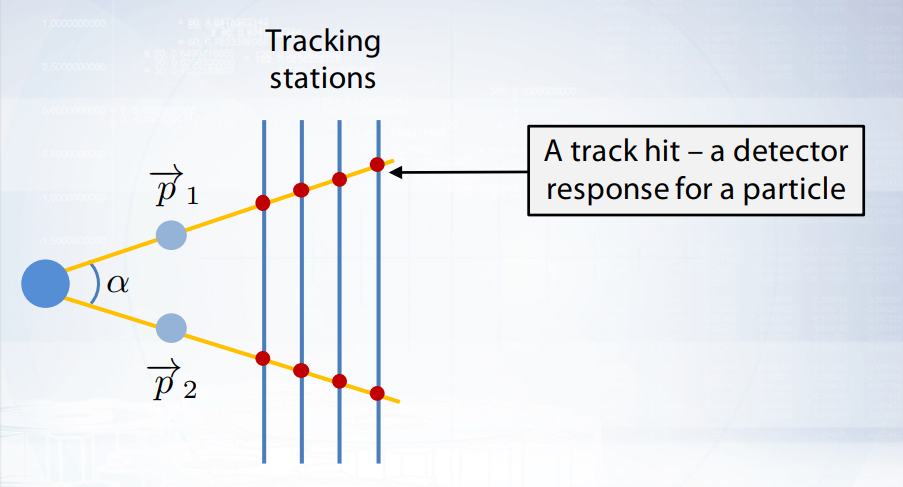 Tracking
stations
A track hit – a detector
response for a particle
p⃗₁
α
p⃗₂